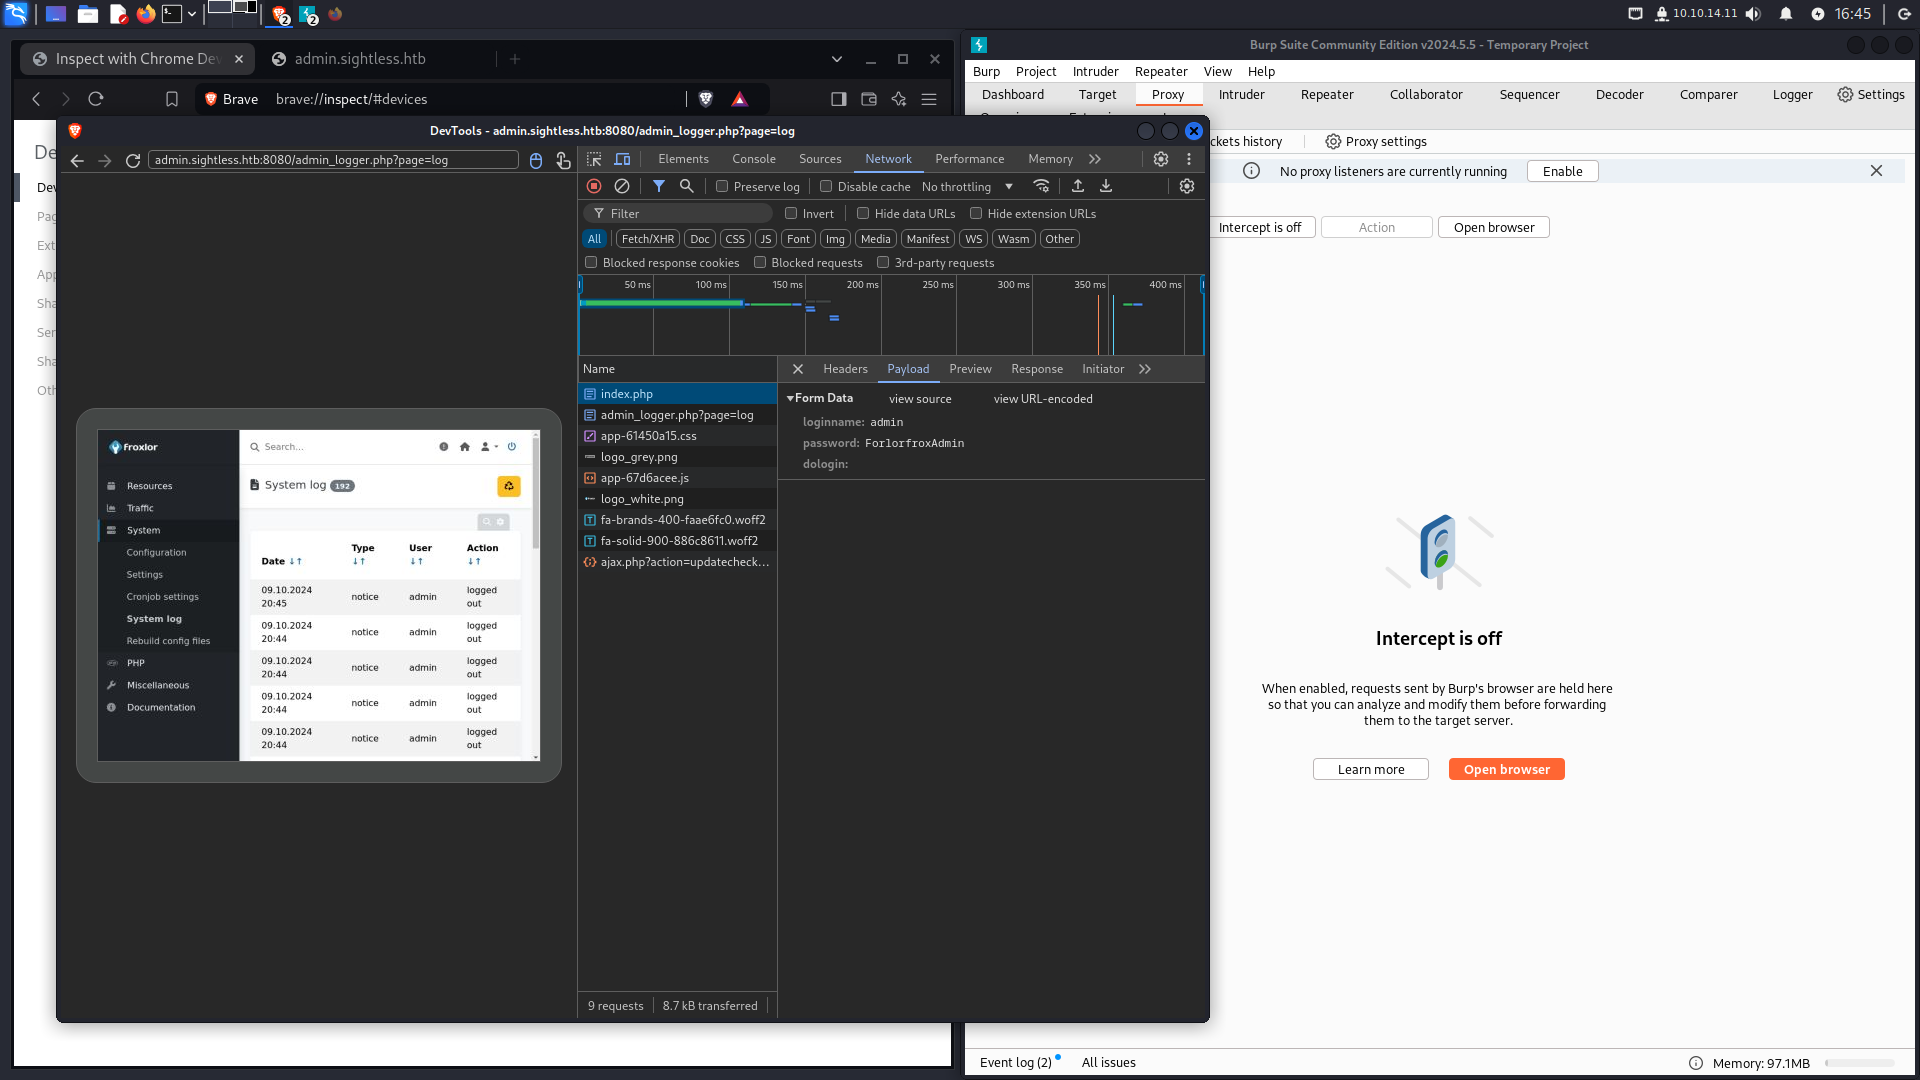 2
2
10.10.14.11
16:45
Inspect with Chrome Dev
admin.sightless.htb
Brave
brave://inspect/#devices
Burp Suite Community Edition v2024.5.5 - Temporary Project
Burp Project Intruder Repeater View Help
Dashboard Target Proxy Intruder Repeater Collaborator Sequencer Decoder Comparer Logger Settings
ckets history
Proxy settings
No proxy listeners are currently running
Enable
Intercept is off
Action
Open browser
Intercept is off
When enabled, requests sent by Burp's browser are held here
so that you can analyze and modify them before forwarding
them to the target server.
Learn more
Open browser
Event log (2)
All issues
Memory: 97.1MB
De
Dev
Pag
Ext
App
Sha
Ser
Sha
Oth
DevTools - admin.sightless.htb:8080/admin_logger.php?page=log
admin.sightless.htb:8080/admin_logger.php?page=log
froxlor
Resources
Traffic
System
Configuration
Settings
Cronjob settings
System log
Rebuild config files
PHP
Miscellaneous
Documentation
Search...
System log 192
Date Type User Action
09.10.2024 20:45 notice admin logged out
09.10.2024 20:44 notice admin logged out
09.10.2024 20:44 notice admin logged out
09.10.2024 20:44 notice admin logged out
09.10.2024 20:44 notice admin logged out
Elements Console Sources Network Performance Memory
Preserve log
Disable cache
No throttling
Filter
Invert
Hide data URLs
Hide extension URLs
All Fetch/XHR Doc CSS JS Font Img Media Manifest WS Wasm Other
Blocked response cookies
Blocked requests
3rd-party requests
50 ms 100 ms 150 ms 200 ms 250 ms 300 ms 350 ms 400 ms
Name
index.php
admin_logger.php?page=log
app-61450a15.css
logo_grey.png
app-67d6acee.js
logo_white.png
fa-brands-400-faae6fc0.woff2
fa-solid-900-886c8611.woff2
ajax.php?action=updatecheck...
Headers Payload Preview Response Initiator
Form Data
view source
view URL-encoded
loginname: admin
password: ForlorfroxAdmin
dologin:
9 requests
8.7 kB transferred